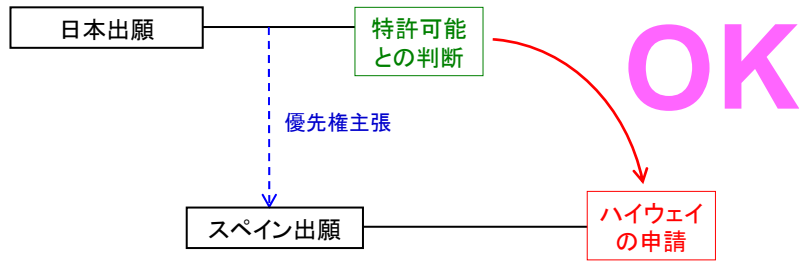 日本出願
特許可能
との判断
OK
優先権主張
スペイン出願
ハイウェイ
の申請